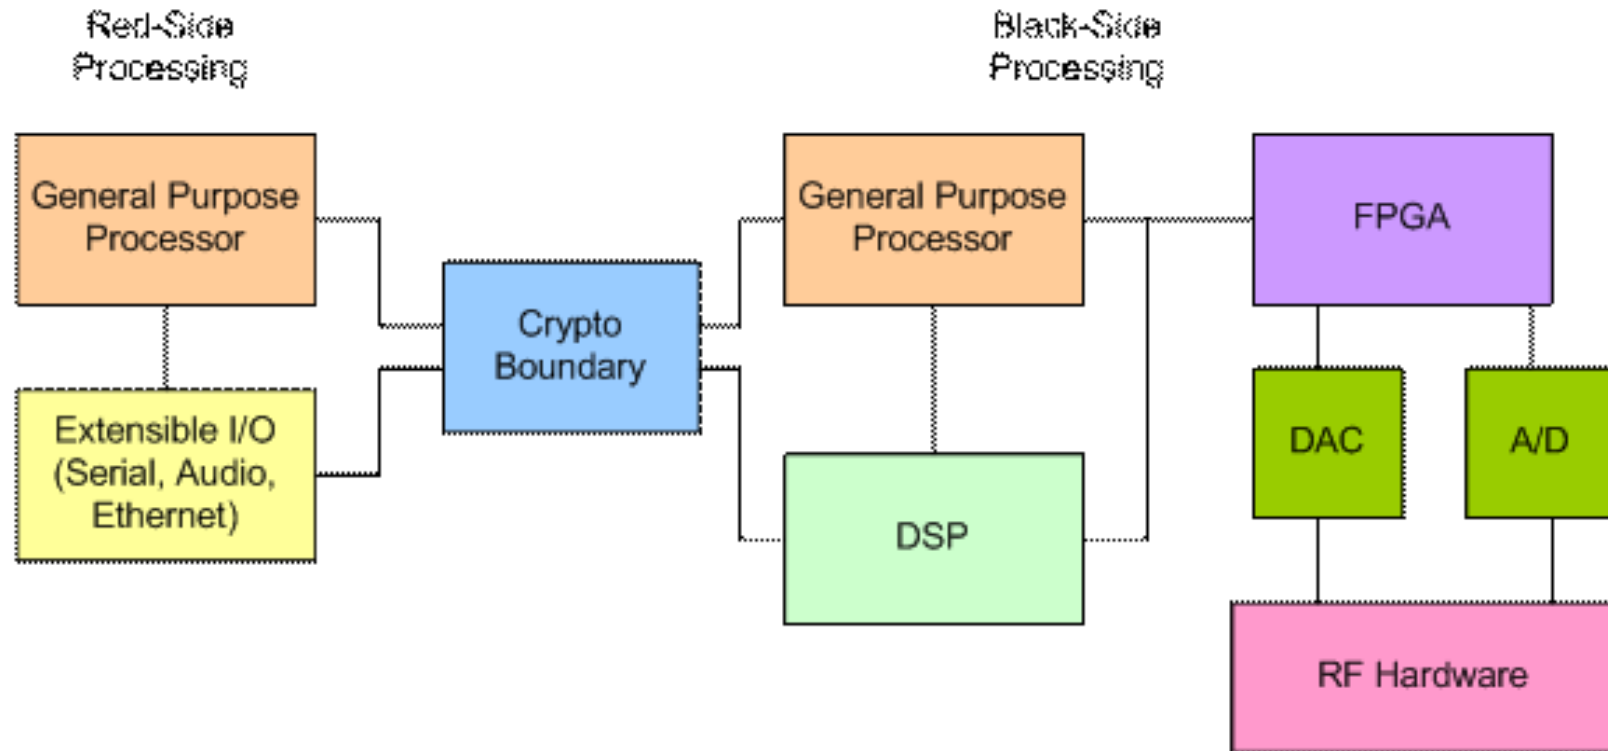 Red-Side
Processing
Black-Side
Processing
General Purpose
Processor
General Purpose
Processor
FPGA
Crypto
Boundary
Extensible I/O
(Serial, Audio,
Ethernet)
DSP
DAC
A/D
RF Hardware